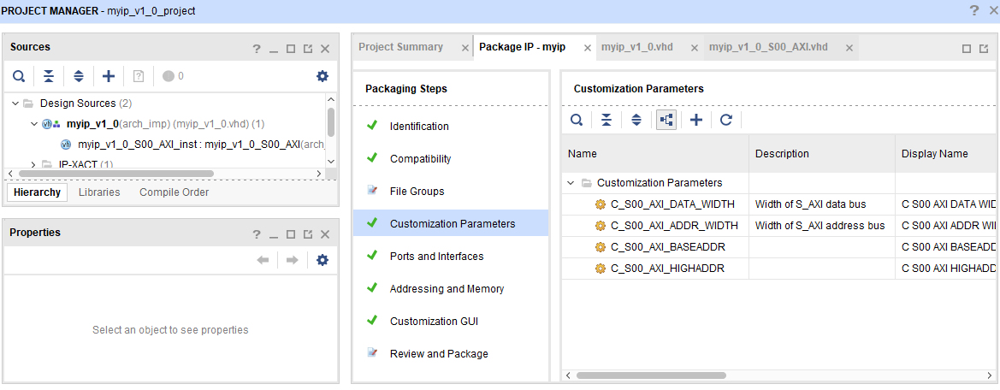 PROJECT MANAGER - myip_v1_0_project
Sources
0
Design Sources (2)
myip_v1_0(arch_imp) (myip_v1_0.vhd) (1)
myip_v1_0_S00_AXI_inst : myip_v1_0_S00_AXI(arch_
IP-XACT (1)
Hierarchy Libraries Compile Order
Properties
Select an object to see properties
Project Summary Package IP - myip myip_v1_0.vhd myip_v1_0_S00_AXI.vhd
Packaging Steps
Identification
Compatibility
File Groups
Customization Parameters
Ports and Interfaces
Addressing and Memory
Customization GUI
Review and Package
Customization Parameters
Name Description Display Name
Customization Parameters
C_S00_AXI_DATA_WIDTH Width of S_AXI data bus C S00 AXI DATA WID
C_S00_AXI_ADDR_WIDTH Width of S_AXI address bus C S00 AXI ADDR WI
C_S00_AXI_BASEADDR C S00 AXI BASEAD
C_S00_AXI_HIGHADDR C S00 AXI HIGHADD